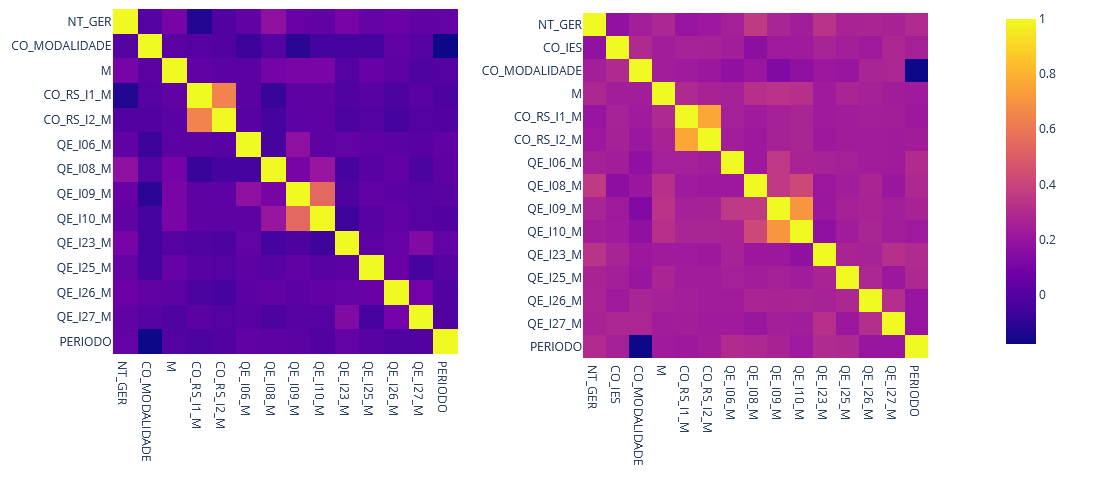 NT_GER
CO_MODALIDADE
M
CO_RS_I1_M
CO_RS_I2_M
QE_I06_M
QE_I08_M
QE_I09_M
QE_I10_M
QE_I23_M
QE_I25_M
QE_I26_M
QE_I27_M
PERIODO
NT_GER
CO_MODALIDADE
M
CO_RS_I1_M
CO_RS_I2_M
QE_I06_M
QE_I08_M
QE_I09_M
QE_I10_M
QE_I23_M
QE_I25_M
QE_I26_M
QE_I27_M
PERIODO
NT_GER
CO_IES
CO_MODALIDADE
M
CO_RS_I1_M
CO_RS_I2_M
QE_I06_M
QE_I08_M
QE_I09_M
QE_I10_M
QE_I23_M
QE_I25_M
QE_I26_M
QE_I27_M
PERIODO
NT_GER
CO_IES
CO_MODALIDADE
M
CO_RS_I1_M
CO_RS_I2_M
QE_I06_M
QE_I08_M
QE_I09_M
QE_I10_M
QE_I23_M
QE_I25_M
QE_I26_M
QE_I27_M
PERIODO
1
0.8
0.6
0.4
0.2
0